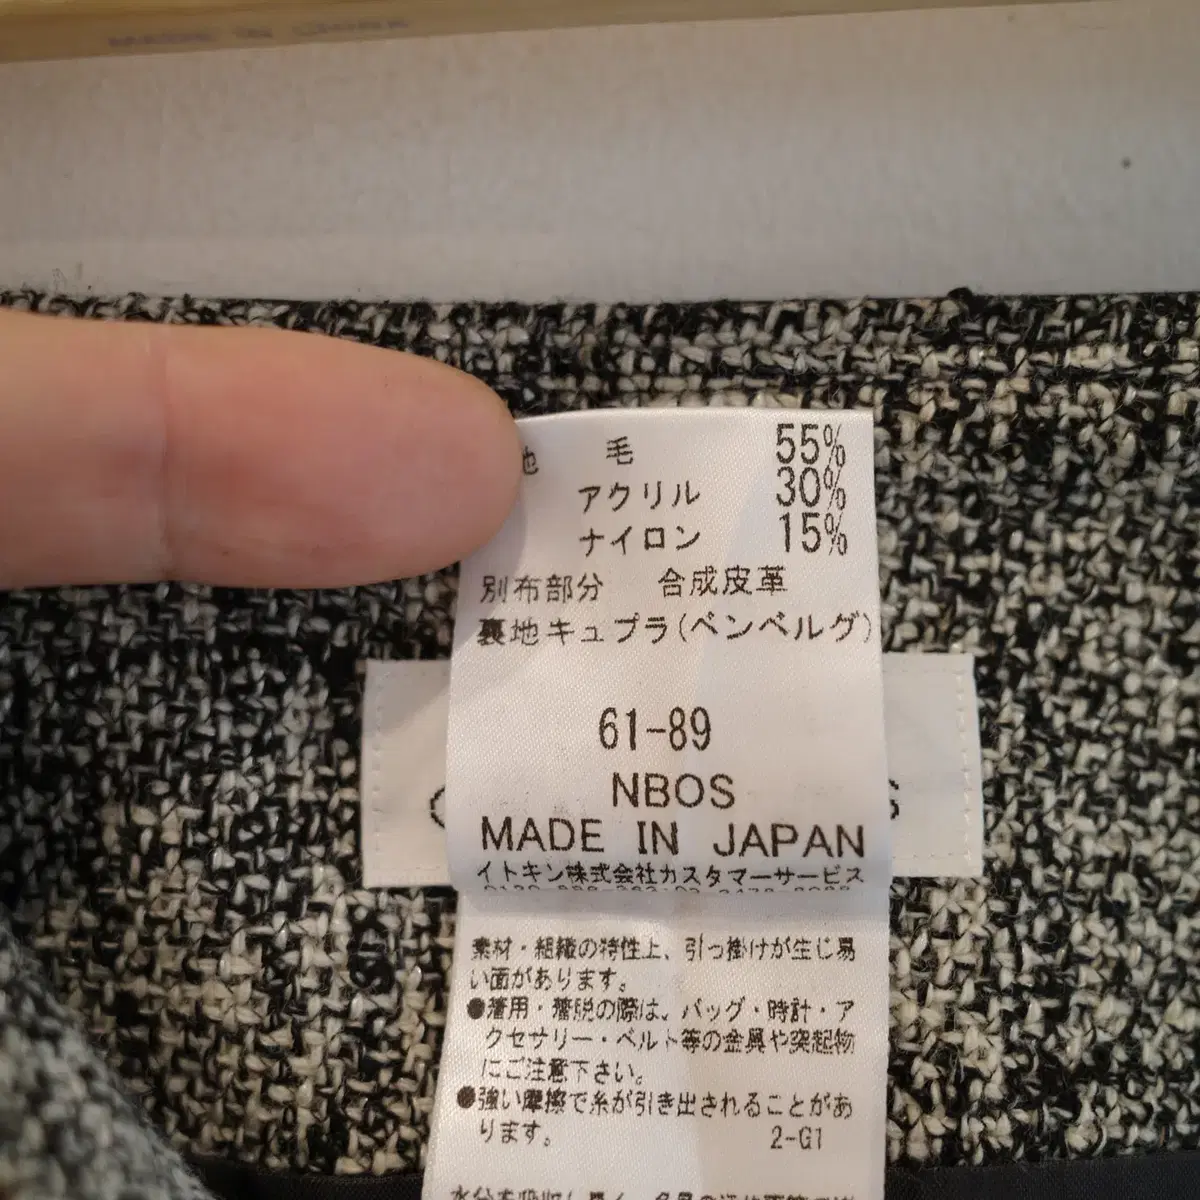 地 毛 55%
アクリル 30%
ナイロン 15%
別布部分 合成皮革
裏地キュプラ(ベンベルグ)
61-89
NBOS
MADE IN JAPAN
イトキン株式会社カスタマーサービス
素材・組織の特性上、引っ掛けが生じ易
い面があります。
●着用・着脱の際は、バッグ・時計・ア
クセサリー・ベルト等の金具や突起物
にご注意下さい。
●強い摩擦で糸が引き出されることがあ
ります。 2-G1